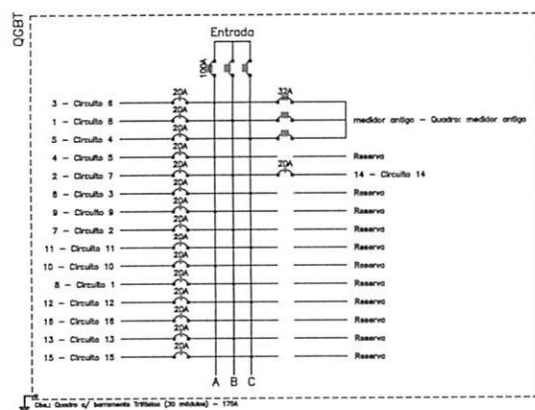 QGBT
Entrada
100A
20A 32A
3 - Circuito 6
20A
1 - Circuito 8 medidor antigo - Quadro: medidor antigo
20A
5 - Circuito 4
20A
4 - Circuito 5 Reserva
20A 20A
2 - Circuito 7 14 - Circuito 14
20A
6 - Circuito 3 Reserva
20A
9 - Circuito 9 Reserva
20A
7 - Circuito 2 Reserva
20A
11 - Circuito 11 Reserva
20A
10 - Circuito 10 Reserva
20A
8 - Circuito 1 Reserva
20A
12 - Circuito 12 Reserva
20A
16 - Circuito 16 Reserva
20A
13 - Circuito 13 Reserva
20A
15 - Circuito 15 Reserva
A B C
Obs.: Quadro c/ barramento Trifásico (30 módulos) - 175A